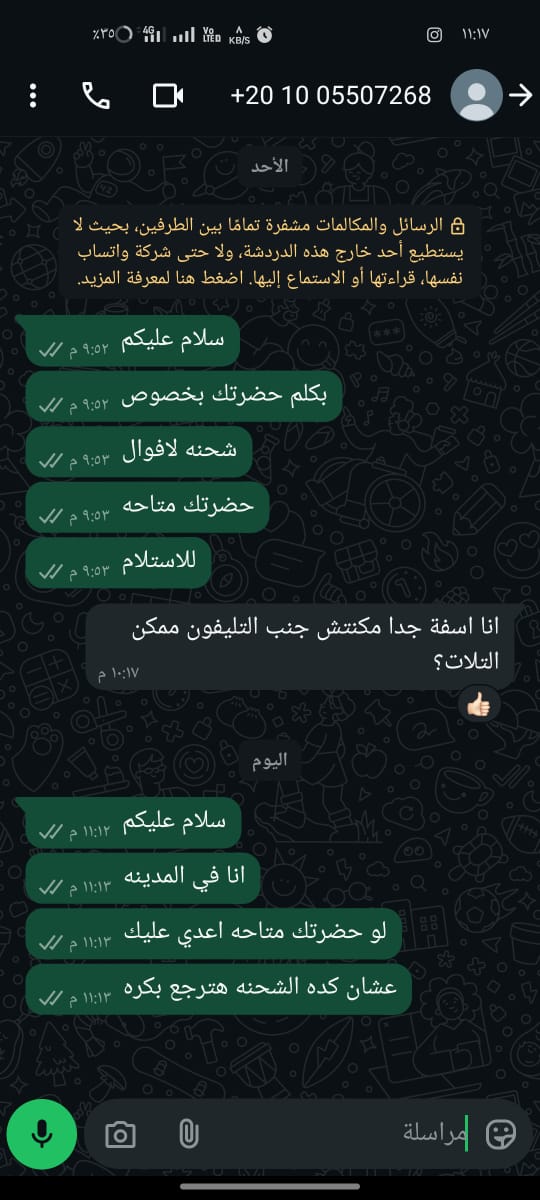 ٪٣٥ 4G Vo LTED ٨ KB/S ١١:١٧
+20 10 05507268
الأحد
الرسائل والمكالمات مشفرة تمامًا بين الطرفين، بحيث لا
يستطيع أحد خارج هذه الدردشة، ولا حتى شركة واتساب
نفسها، قراءتها أو الاستماع إليها. اضغط هنا لمعرفة المزيد.
سلام عليكم ٩:٥٢ م
بكلم حضرتك بخصوص ٩:٥٢ م
شحنه لافوال ٩:٥٣ م
حضرتك متاحه ٩:٥٣ م
للاستلام ٩:٥٣ م
انا اسفة جدا مكنتش جنب التليفون ممكن
التلات؟ ١٠:١٧ م
اليوم
سلام عليكم ١١:١٢ م
انا في المدينه ١١:١٣ م
لو حضرتك متاحه اعدي عليك ١١:١٣ م
عشان كده الشحنه هترجع بكره ١١:١٣ م
مراسلة